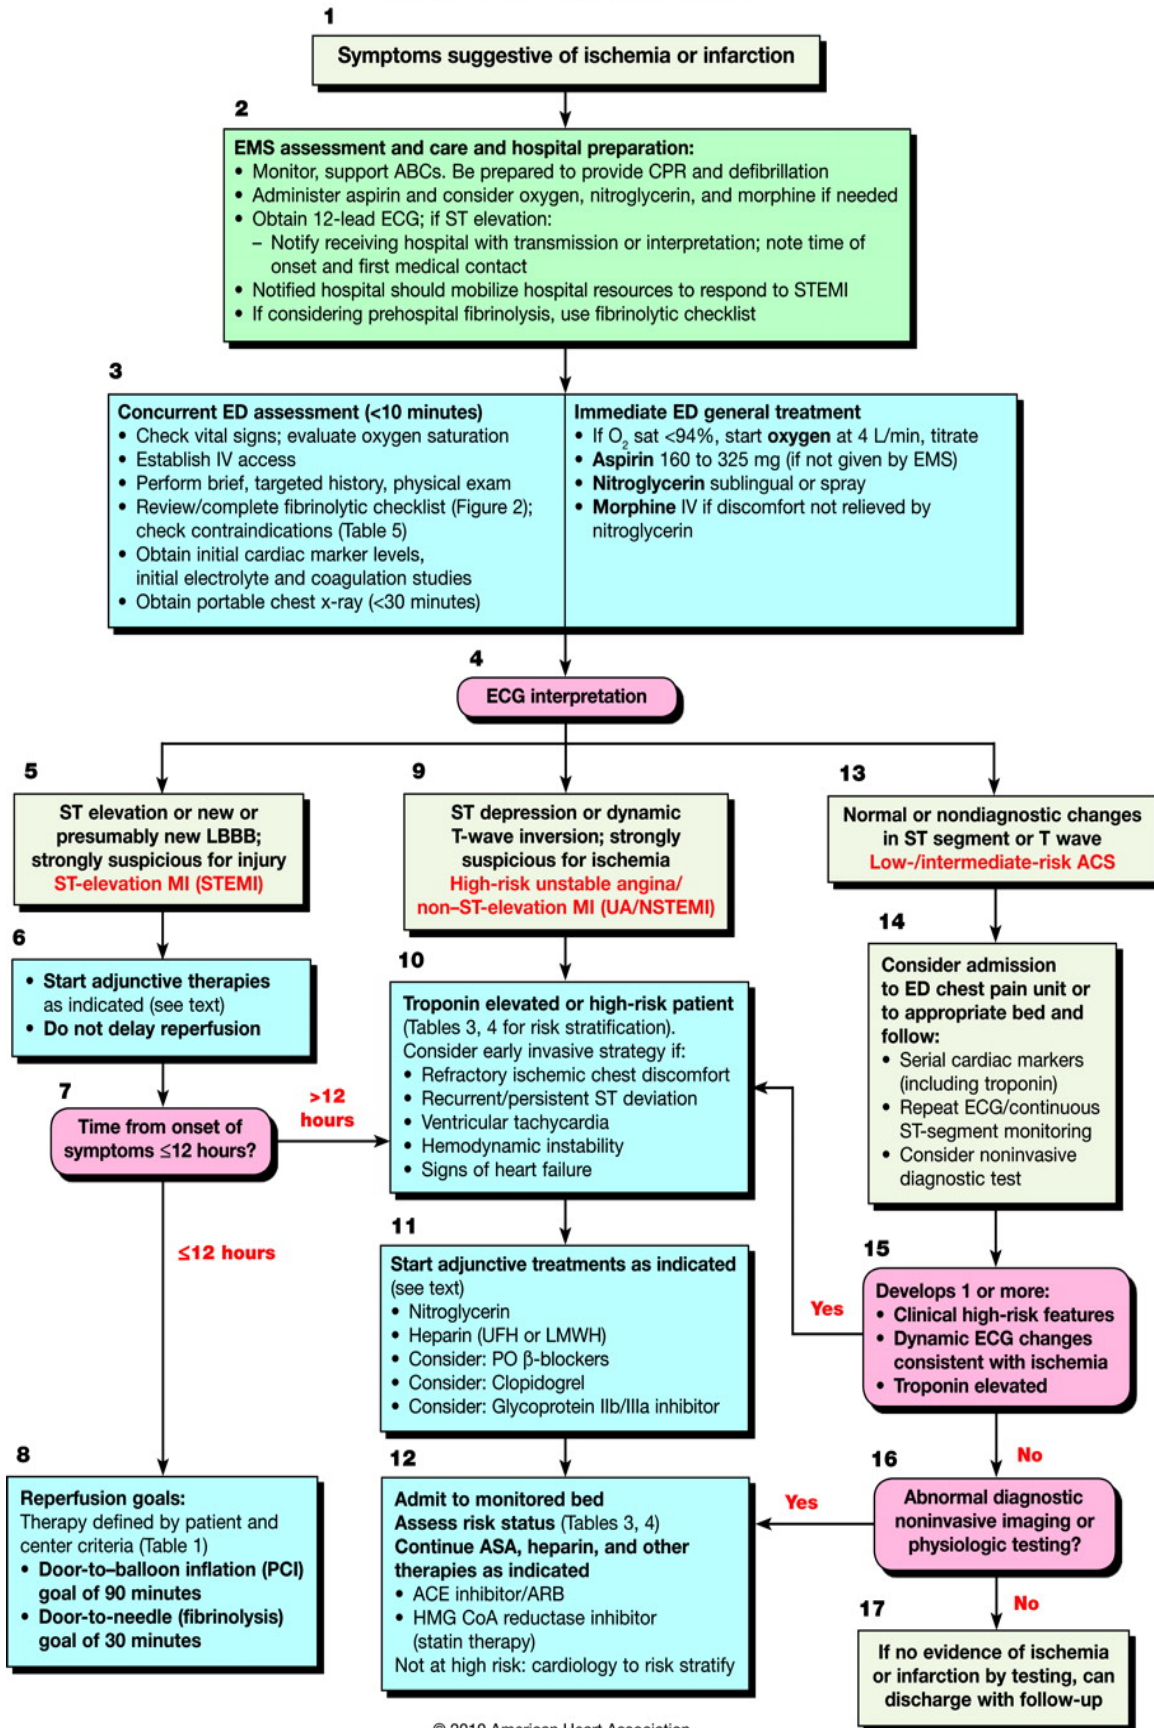 1
Symptoms suggestive of ischemia or infarction
2
EMS assessment and care and hospital preparation:
• Monitor, support ABCs. Be prepared to provide CPR and defibrillation
• Administer aspirin and consider oxygen, nitroglycerin, and morphine if needed
• Obtain 12-lead ECG; if ST elevation:
– Notify receiving hospital with transmission or interpretation; note time of
onset and first medical contact
• Notified hospital should mobilize hospital resources to respond to STEMI
• If considering prehospital fibrinolysis, use fibrinolytic checklist
3
Concurrent ED assessment (<10 minutes)
• Check vital signs; evaluate oxygen saturation
• Establish IV access
• Perform brief, targeted history, physical exam
• Review/complete fibrinolytic checklist (Figure 2);
check contraindications (Table 5)
• Obtain initial cardiac marker levels,
initial electrolyte and coagulation studies
• Obtain portable chest x-ray (<30 minutes)
Immediate ED general treatment
• If O₂ sat <94%, start oxygen at 4 L/min, titrate
• Aspirin 160 to 325 mg (if not given by EMS)
• Nitroglycerin sublingual or spray
• Morphine IV if discomfort not relieved by
nitroglycerin
4
ECG interpretation
5
ST elevation or new or
presumably new LBBB;
strongly suspicious for injury
ST-elevation MI (STEMI)
6
• Start adjunctive therapies
as indicated (see text)
• Do not delay reperfusion
7
Time from onset of
symptoms ≤12 hours?
>12
hours
≤12 hours
8
Reperfusion goals:
Therapy defined by patient and
center criteria (Table 1)
• Door-to–balloon inflation (PCI)
goal of 90 minutes
• Door-to-needle (fibrinolysis)
goal of 30 minutes
9
ST depression or dynamic
T-wave inversion; strongly
suspicious for ischemia
High-risk unstable angina/
non–ST-elevation MI (UA/NSTEMI)
10
Troponin elevated or high-risk patient
(Tables 3, 4 for risk stratification).
Consider early invasive strategy if:
• Refractory ischemic chest discomfort
• Recurrent/persistent ST deviation
• Ventricular tachycardia
• Hemodynamic instability
• Signs of heart failure
11
Start adjunctive treatments as indicated
(see text)
• Nitroglycerin
• Heparin (UFH or LMWH)
• Consider: PO β-blockers
• Consider: Clopidogrel
• Consider: Glycoprotein IIb/IIIa inhibitor
12
Admit to monitored bed
Assess risk status (Tables 3, 4)
Continue ASA, heparin, and other
therapies as indicated
• ACE inhibitor/ARB
• HMG CoA reductase inhibitor
(statin therapy)
Not at high risk: cardiology to risk stratify
13
Normal or nondiagnostic changes
in ST segment or T wave
Low-/intermediate-risk ACS
14
Consider admission
to ED chest pain unit or
to appropriate bed and
follow:
• Serial cardiac markers
(including troponin)
• Repeat ECG/continuous
ST-segment monitoring
• Consider noninvasive
diagnostic test
15
Develops 1 or more:
• Clinical high-risk features
• Dynamic ECG changes
consistent with ischemia
• Troponin elevated
Yes
No
16
Abnormal diagnostic
noninvasive imaging or
physiologic testing?
Yes
No
17
If no evidence of ischemia
or infarction by testing, can
discharge with follow-up
© 2010 American Heart Association